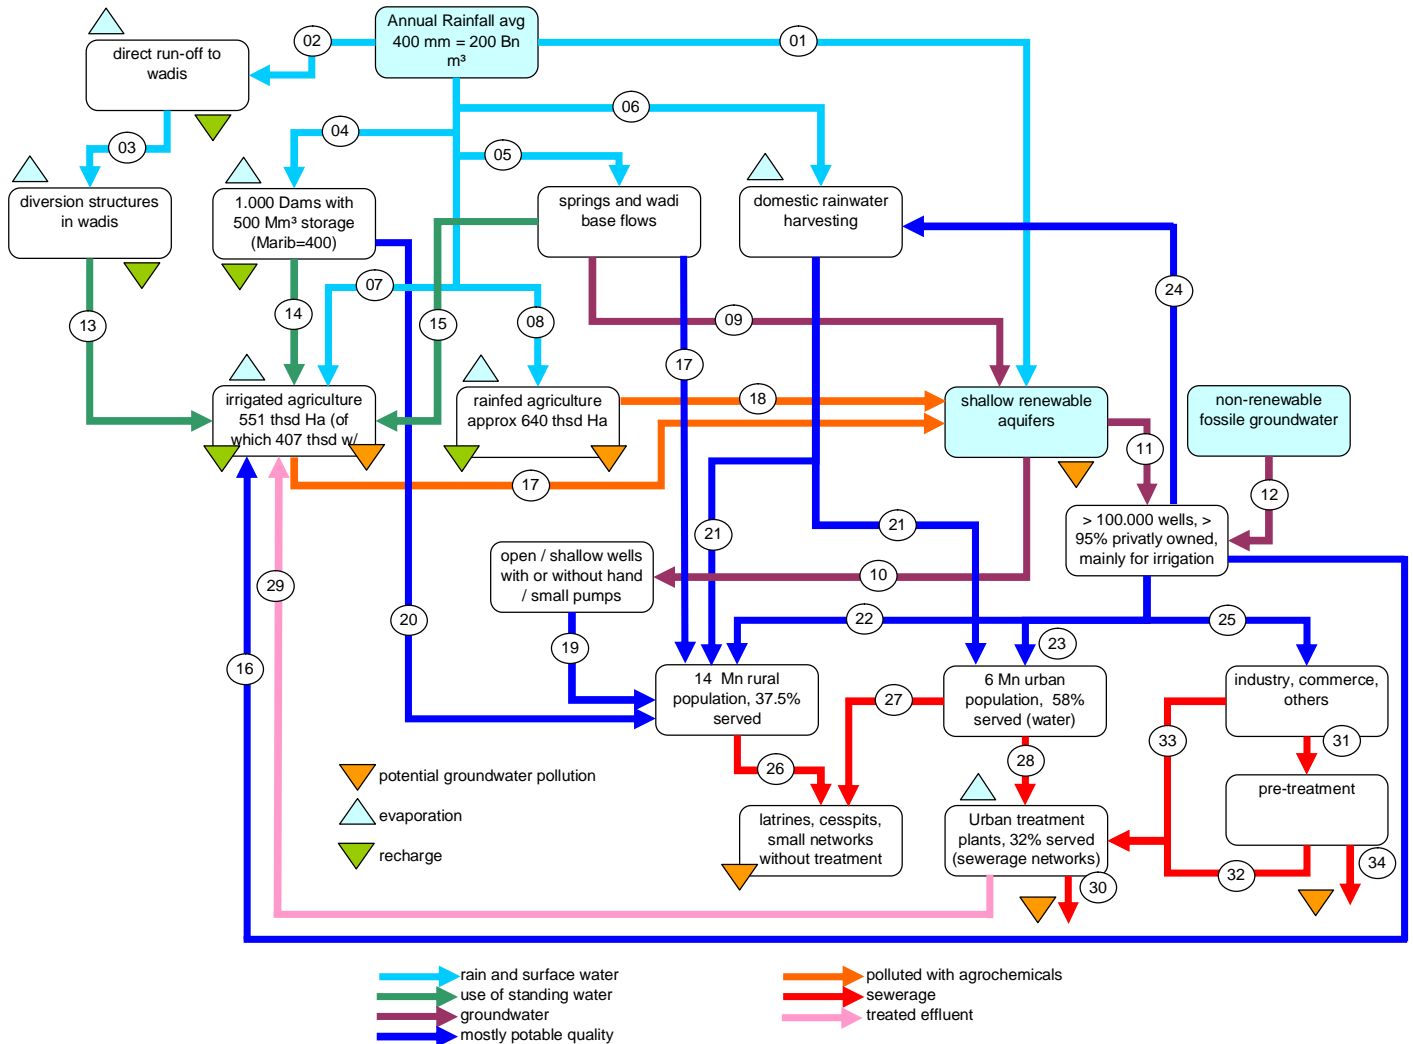 Annual Rainfall avg
400 mm = 200 Bn
m³
02
01
direct run-off to
wadis
06
04
03
05
diversion structures
in wadis
1.000 Dams with
500 Mm³ storage
(Marib=400)
springs and wadi
base flows
domestic rainwater
harvesting
07
24
13
14
15
08
09
17
irrigated agriculture
551 thsd Ha (of
which 407 thsd w/
rainfed agriculture
approx 640 thsd Ha
18
shallow renewable
aquifers
non-renewable
fossile groundwater
11
17
12
21
21
> 100.000 wells, >
95% privatly owned,
mainly for irrigation
open / shallow wells
with or without hand
/ small pumps
10
29
20
22
25
19
23
16
14 Mn rural
population, 37.5%
served
6 Mn urban
population, 58%
served (water)
industry, commerce,
others
27
33
31
28
26
potential groundwater pollution
pre-treatment
evaporation
latrines, cesspits,
small networks
without treatment
Urban treatment
plants, 32% served
(sewerage networks)
recharge
34
32
30
rain and surface water
use of standing water
groundwater
mostly potable quality
polluted with agrochemicals
sewerage
treated effluent